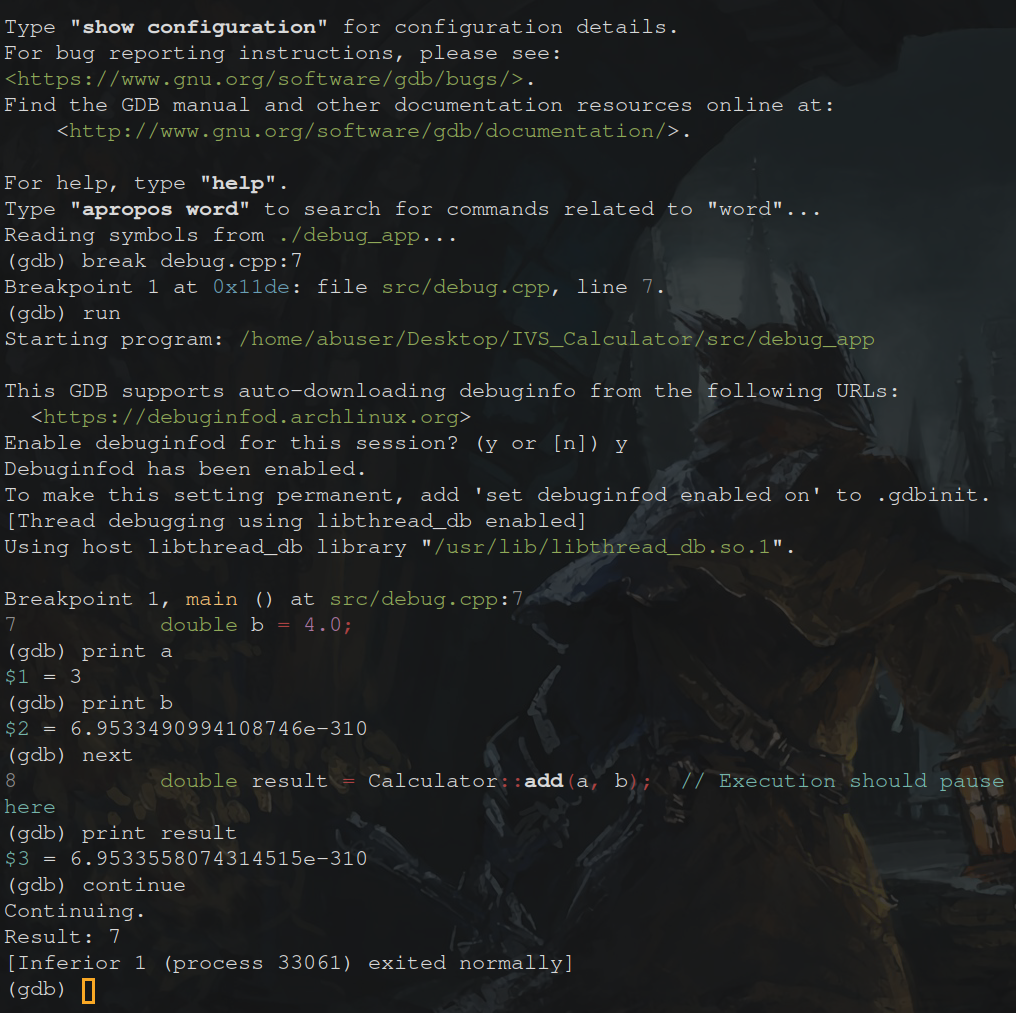 Type "show configuration" for configuration details.
For bug reporting instructions, please see:
<https://www.gnu.org/software/gdb/bugs/>.
Find the GDB manual and other documentation resources online at:
    <http://www.gnu.org/software/gdb/documentation/>.

For help, type "help".
Type "apropos word" to search for commands related to "word"...
Reading symbols from ./debug_app...
(gdb) break debug.cpp:7
Breakpoint 1 at 0x11de: file src/debug.cpp, line 7.
(gdb) run
Starting program: /home/abuser/Desktop/IVS_Calculator/src/debug_app

This GDB supports auto-downloading debuginfo from the following URLs:
  <https://debuginfod.archlinux.org>
Enable debuginfod for this session? (y or [n]) y
Debuginfod has been enabled.
To make this setting permanent, add 'set debuginfod enabled on' to .gdbinit.
[Thread debugging using libthread_db enabled]
Using host libthread_db library "/usr/lib/libthread_db.so.1".

Breakpoint 1, main () at src/debug.cpp:7
7           double b = 4.0;
(gdb) print a
$1 = 3
(gdb) print b
$2 = 6.9533490994108746e-310
(gdb) next
8           double result = Calculator::add(a, b);  // Execution should pause
here
(gdb) print result
$3 = 6.9533558074314515e-310
(gdb) continue
Continuing.
Result: 7
[Inferior 1 (process 33061) exited normally]
(gdb)